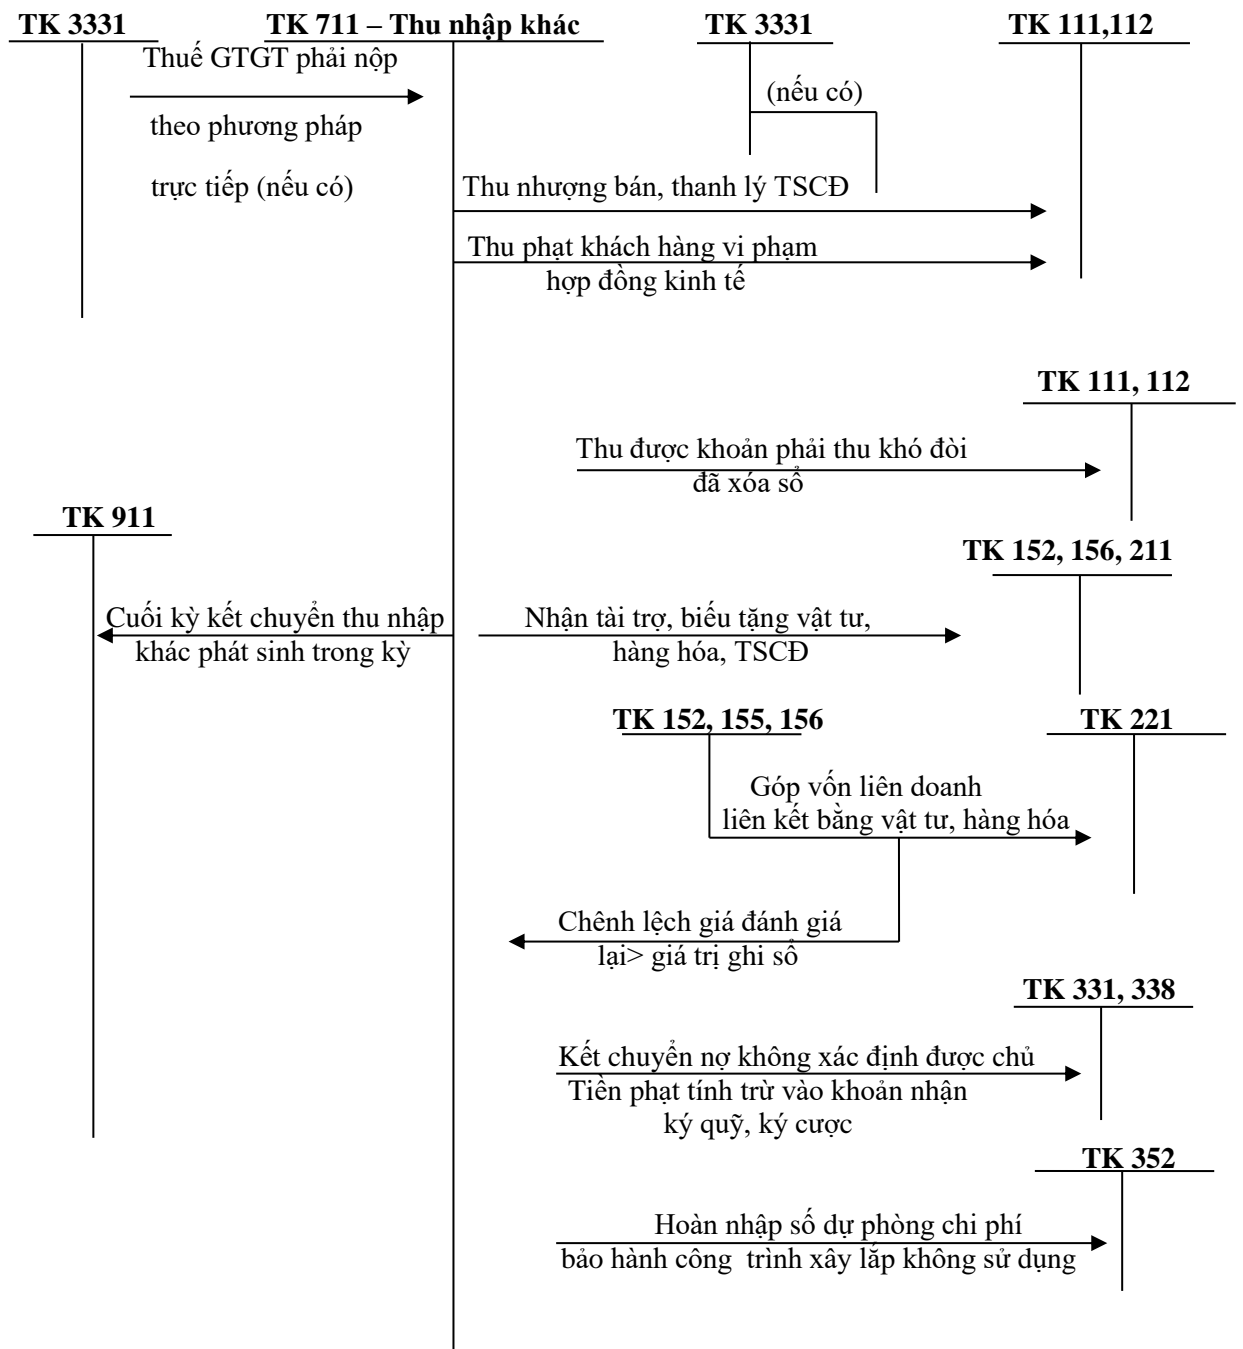 TK 3331
TK 711 – Thu nhập khác
TK 3331
TK 111,112
Thuế GTGT phải nộp
theo phương pháp
trực tiếp (nếu có)
(nếu có)
Thu nhượng bán, thanh lý TSCĐ
Thu phạt khách hàng vi phạm
hợp đồng kinh tế
TK 111, 112
Thu được khoản phải thu khó đòi
đã xóa sổ
TK 911
TK 152, 156, 211
Cuối kỳ kết chuyển thu nhập
khác phát sinh trong kỳ
Nhận tài trợ, biếu tặng vật tư,
hàng hóa, TSCĐ
TK 152, 155, 156
TK 221
Góp vốn liên doanh
liên kết bằng vật tư, hàng hóa
Chênh lệch giá đánh giá
lại> giá trị ghi sổ
TK 331, 338
Kết chuyển nợ không xác định được chủ
Tiền phạt tính trừ vào khoản nhận
ký quỹ, ký cược
TK 352
Hoàn nhập số dự phòng chi phí
bảo hành công  trình xây lắp không sử dụng